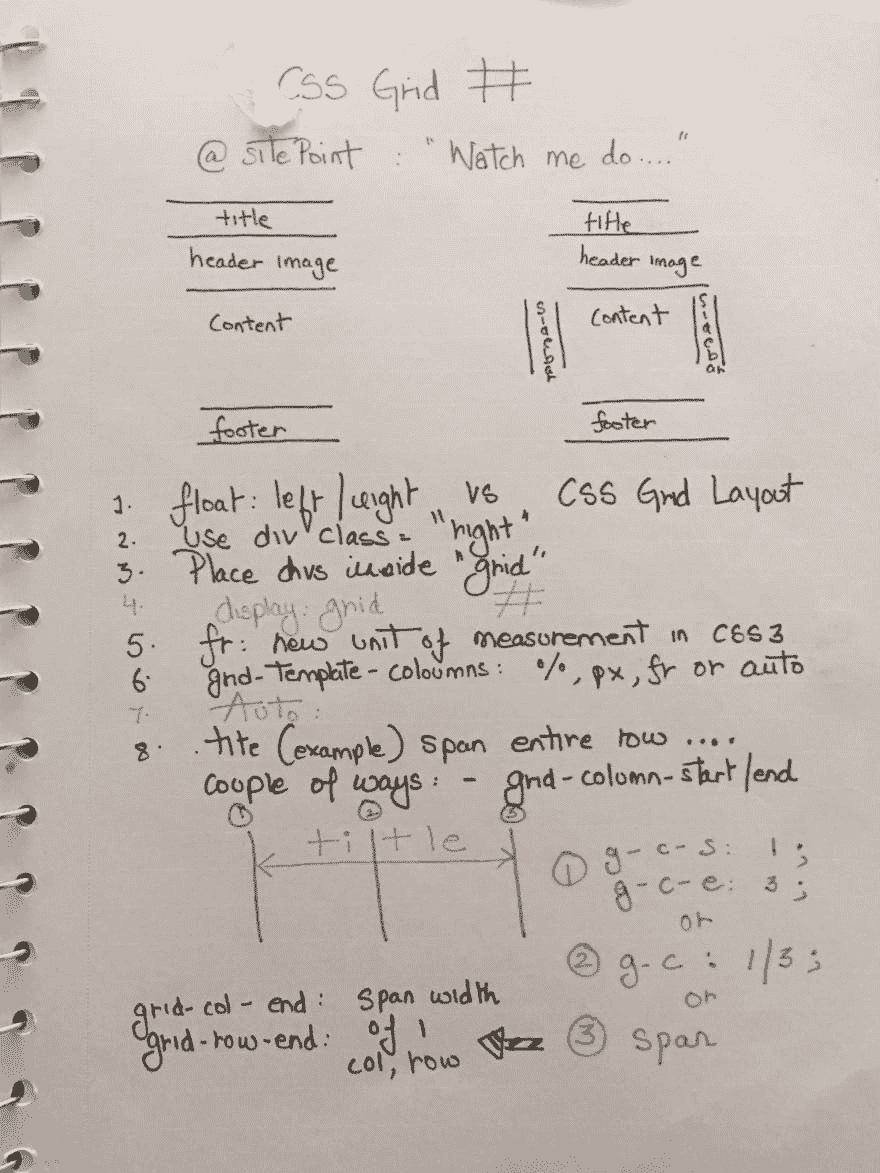 CSS Grid #
@ SitePoint : "Watch me do...."
title
header image
Content
footer
title
header image
Sidebar
Content
Sidebar
footer
1. float: left/right vs CSS Grid Layout
2. Use div class = "right"
3. Place divs inside "grid"
4. display: grid #
5. fr: new unit of measurement in CSS3
6. grid-Template-coloumns: %, px, fr or auto
7. Auto:
8. title (example) span entire row ....
couple of ways: - grid-column-start/end
1 2 3
title
1 g-c-s: 1;
g-c-e: 3;
or
2 g-c: 1/3;
or
3 span
grid-col-end: span width
grid-row-end: of 1
col, row